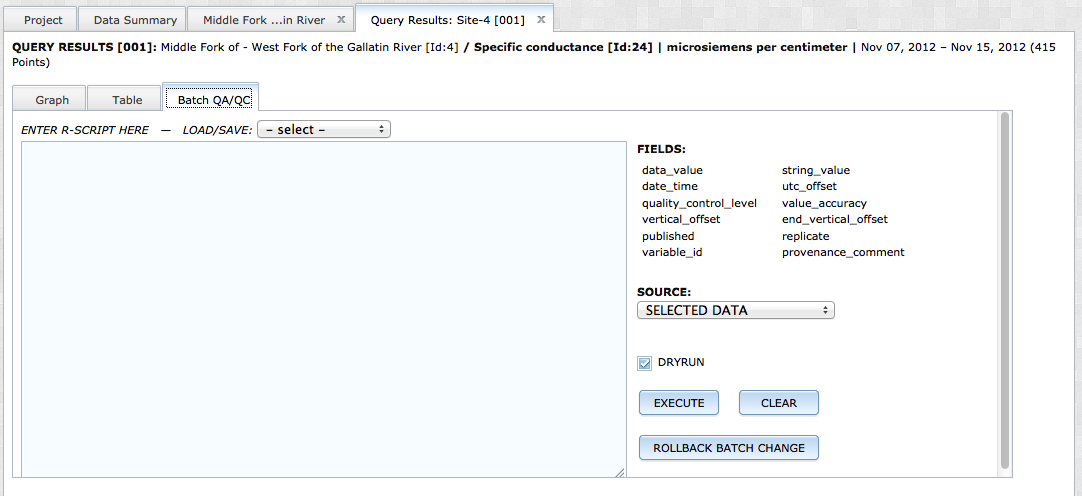 Project Data Summary Middle Fork ...in River X Query Results: Site-4 [001] X
QUERY RESULTS [001]: Middle Fork of - West Fork of the Gallatin River [Id:4] / Specific conductance [Id:24] | microsiemens per centimeter | Nov 07, 2012 – Nov 15, 2012 (415
Points)
Graph Table Batch QA/QC
ENTER R-SCRIPT HERE — LOAD/SAVE: – select –
FIELDS:
data_value string_value
date_time utc_offset
quality_control_level value_accuracy
vertical_offset end_vertical_offset
published replicate
variable_id provenance_comment
SOURCE:
SELECTED DATA
DRYRUN
EXECUTE CLEAR
ROLLBACK BATCH CHANGE